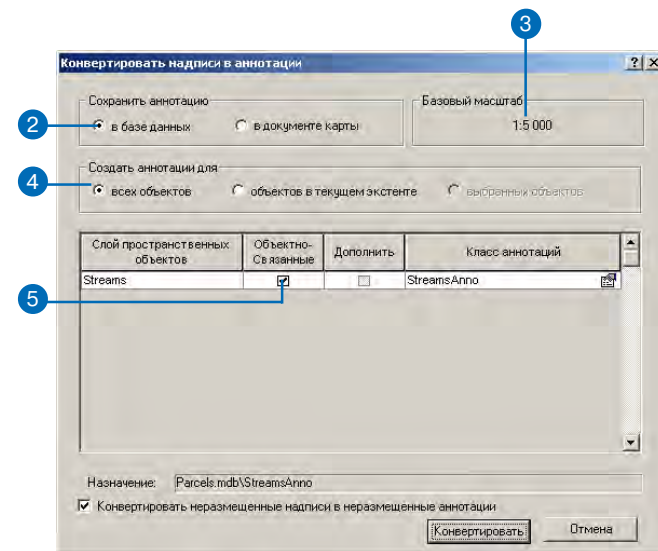 3
Конвертировать надписи в аннотации
Сохранить аннотацию
Базовый масштаб
2
в базе данных
в документе карты
1:5 000
4
Создать аннотации для
всех объектов
объектов в текущем экстенте
выбранных объектов
Слой пространственных объектов
Объектно-Связанные
Дополнить
Класс аннотаций
Streams
StreamsAnno
5
Назначение: Parcels.mdb\StreamsAnno
Конвертировать неразмещенные надписи в неразмещенные аннотации
Конвертировать
Отмена